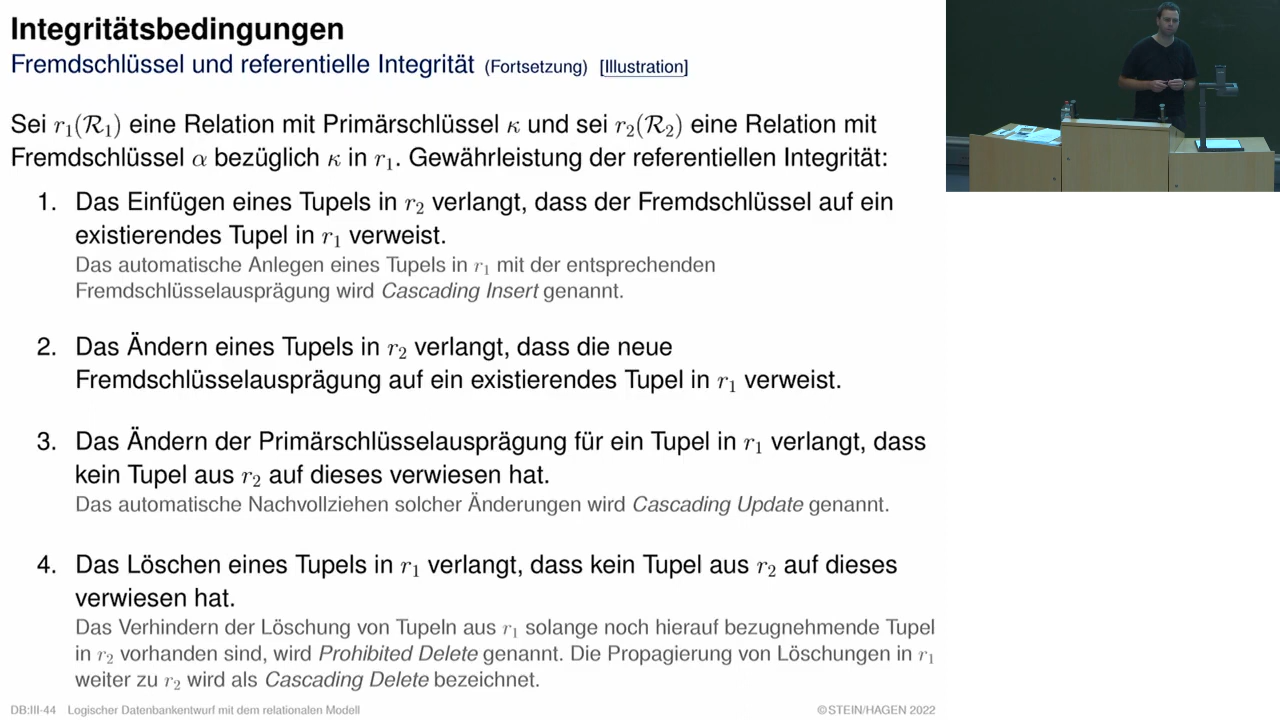 Integritätsbedingungen
Fremdschlüssel und referentielle Integrität (Fortsetzung) [Illustration]
Sei r₁(ℛ₁) eine Relation mit Primärschlüssel κ und sei r₂(ℛ₂) eine Relation mit
Fremdschlüssel α bezüglich κ in r₁. Gewährleistung der referentiellen Integrität:
1. Das Einfügen eines Tupels in r₂ verlangt, dass der Fremdschlüssel auf ein
existierendes Tupel in r₁ verweist.
Das automatische Anlegen eines Tupels in r₁ mit der entsprechenden
Fremdschlüsselausprägung wird Cascading Insert genannt.
2. Das Ändern eines Tupels in r₂ verlangt, dass die neue
Fremdschlüsselausprägung auf ein existierendes Tupel in r₁ verweist.
3. Das Ändern der Primärschlüsselausprägung für ein Tupel in r₁ verlangt, dass
kein Tupel aus r₂ auf dieses verwiesen hat.
Das automatische Nachvollziehen solcher Änderungen wird Cascading Update genannt.
4. Das Löschen eines Tupels in r₁ verlangt, dass kein Tupel aus r₂ auf dieses
verwiesen hat.
Das Verhindern der Löschung von Tupeln aus r₁ solange noch hierauf bezugnehmende Tupel
in r₂ vorhanden sind, wird Prohibited Delete genannt. Die Propagierung von Löschungen in r₁
weiter zu r₂ wird als Cascading Delete bezeichnet.
DB:III-44 Logischer Datenbankentwurf mit dem relationalen Modell ©STEIN/HAGEN 2022